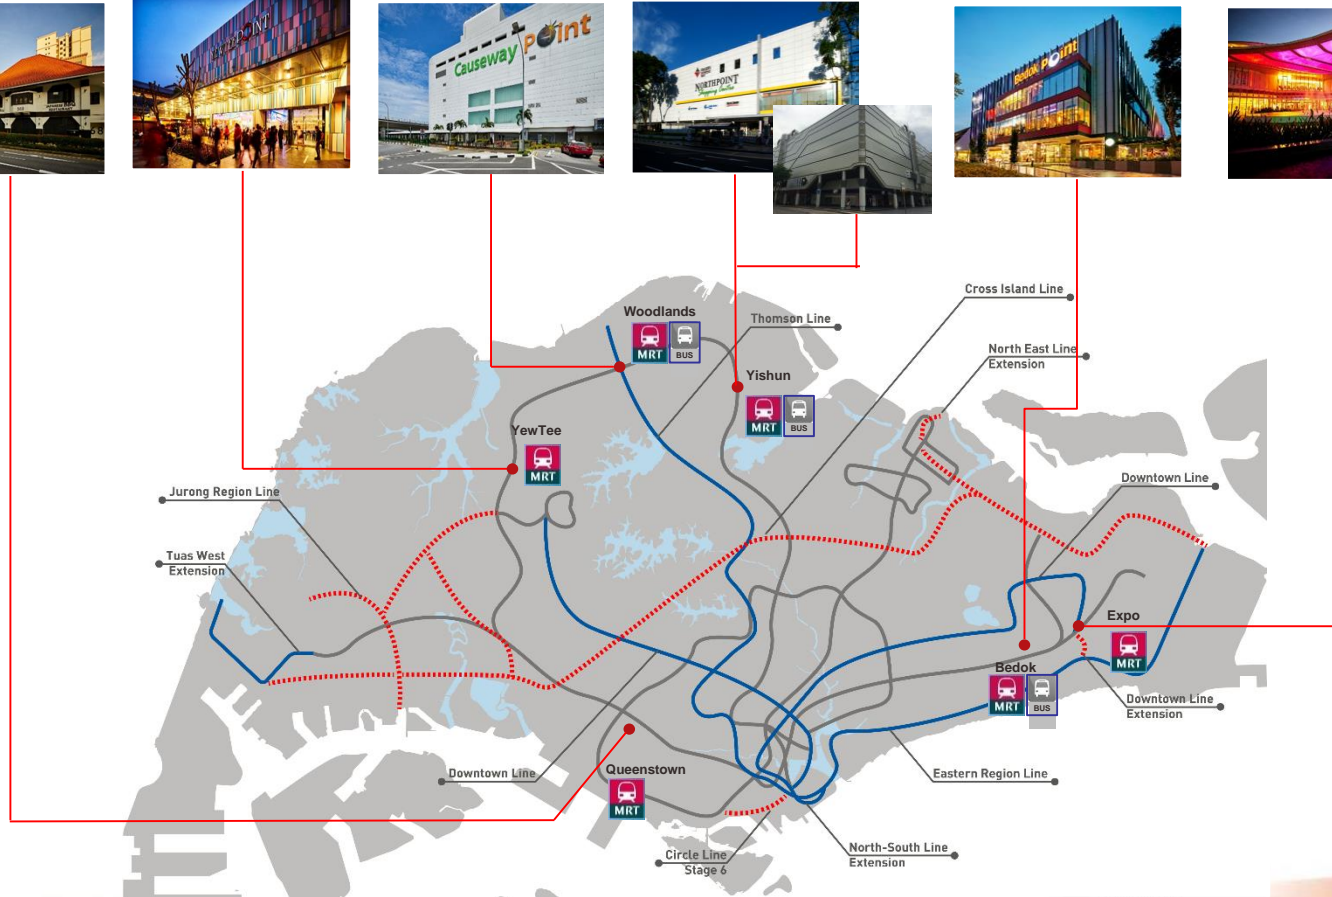 Causeway Point
NORTHPOINT
Shopping Centre
Bedok Point
Cross Island Line
Woodlands
Thomson Line
MRT
BUS
North East Line
Extension
Yishun
MRT
BUS
YewTee
MRT
Jurong Region Line
Downtown Line
Tuas West
Extension
Expo
MRT
Bedok
MRT
BUS
Downtown Line
Extension
Queenstown
MRT
Downtown Line
Eastern Region Line
Circle Line
Stage 6
North-South Line
Extension